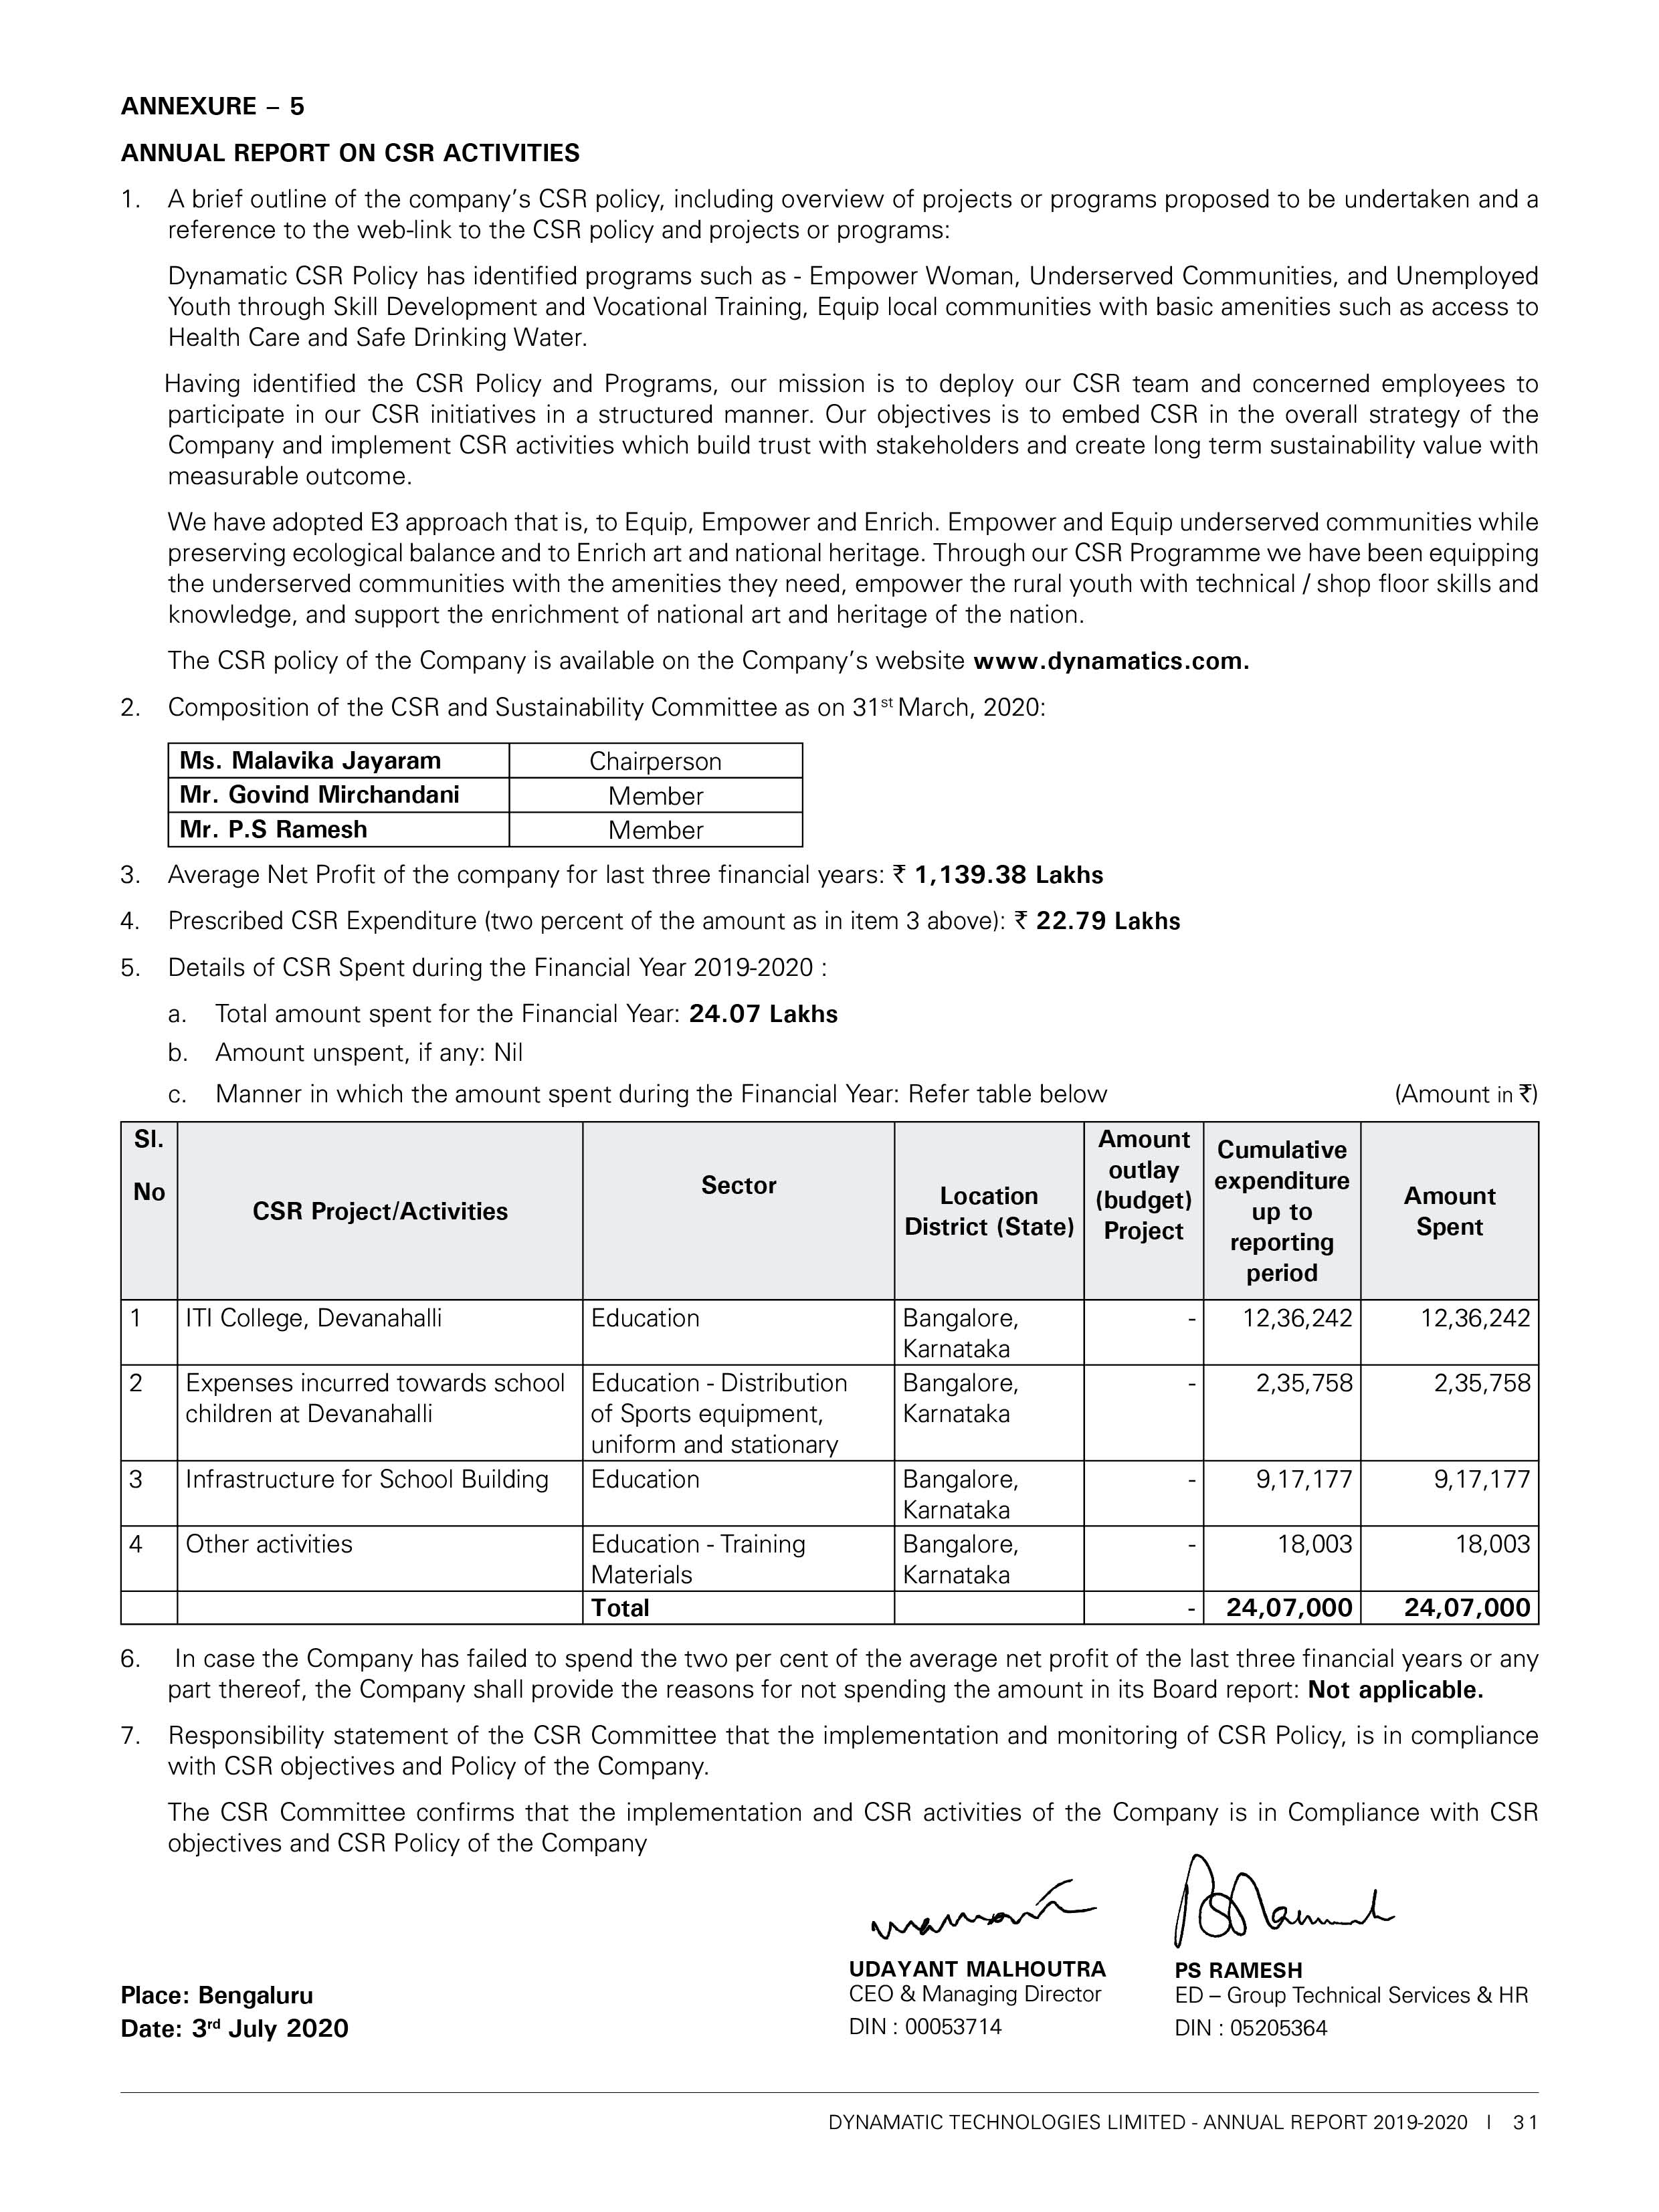 ANNEXURE – 5
ANNUAL REPORT ON CSR ACTIVITIES
1. A brief outline of the company's CSR policy, including overview of projects or programs proposed to be undertaken and a
reference to the web-link to the CSR policy and projects or programs:
Dynamatic CSR Policy has identified programs such as - Empower Woman, Underserved Communities, and Unemployed
Youth through Skill Development and Vocational Training, Equip local communities with basic amenities such as access to
Health Care and Safe Drinking Water.
Having identified the CSR Policy and Programs, our mission is to deploy our CSR team and concerned employees to
participate in our CSR initiatives in a structured manner. Our objectives is to embed CSR in the overall strategy of the
Company and implement CSR activities which build trust with stakeholders and create long term sustainability value with
measurable outcome.
We have adopted E3 approach that is, to Equip, Empower and Enrich. Empower and Equip underserved communities while
preserving ecological balance and to Enrich art and national heritage. Through our CSR Programme we have been equipping
the underserved communities with the amenities they need, empower the rural youth with technical / shop floor skills and
knowledge, and support the enrichment of national art and heritage of the nation.
The CSR policy of the Company is available on the Company's website www.dynamatics.com.
2. Composition of the CSR and Sustainability Committee as on 31st March, 2020:
Ms. Malavika Jayaram Chairperson
Mr. Govind Mirchandani Member
Mr. P.S Ramesh Member
3. Average Net Profit of the company for last three financial years: ₹ 1,139.38 Lakhs
4. Prescribed CSR Expenditure (two percent of the amount as in item 3 above): ₹ 22.79 Lakhs
5. Details of CSR Spent during the Financial Year 2019-2020 :
a. Total amount spent for the Financial Year: 24.07 Lakhs
b. Amount unspent, if any: Nil
c. Manner in which the amount spent during the Financial Year: Refer table below (Amount in ₹)
Sl.
No
CSR Project/Activities
Sector
Location
District (State)
Amount
outlay
(budget)
Project
Cumulative
expenditure
up to
reporting
period
Amount
Spent
1 ITI College, Devanahalli Education Bangalore, - 12,36,242 12,36,242
Karnataka
2 Expenses incurred towards school Education - Distribution Bangalore, - 2,35,758 2,35,758
children at Devanahalli of Sports equipment, Karnataka
uniform and stationary
3 Infrastructure for School Building Education Bangalore, - 9,17,177 9,17,177
Karnataka
4 Other activities Education - Training Bangalore, - 18,003 18,003
Materials Karnataka
Total - 24,07,000 24,07,000
6. In case the Company has failed to spend the two per cent of the average net profit of the last three financial years or any
part thereof, the Company shall provide the reasons for not spending the amount in its Board report: Not applicable.
7. Responsibility statement of the CSR Committee that the implementation and monitoring of CSR Policy, is in compliance
with CSR objectives and Policy of the Company.
The CSR Committee confirms that the implementation and CSR activities of the Company is in Compliance with CSR
objectives and CSR Policy of the Company
UDAYANT MALHOUTRA
CEO & Managing Director
DIN : 00053714
PS RAMESH
ED – Group Technical Services & HR
DIN : 05205364
Place: Bengaluru
Date: 3rd July 2020
DYNAMATIC TECHNOLOGIES LIMITED - ANNUAL REPORT 2019-2020 I 31